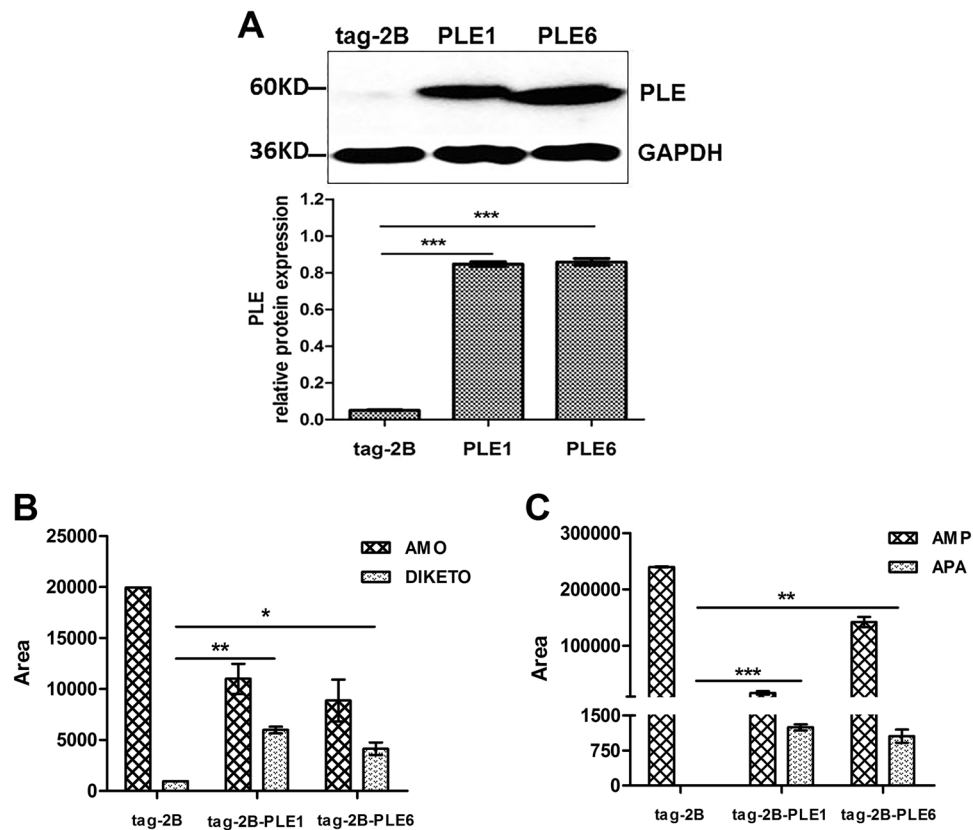 A
tag-2B PLE1 PLE6
60KD
PLE
36KD
GAPDH
PLE
relative protein expression
1.2
1.0
0.8
0.6
0.4
0.2
0.0
***
***
tag-2B PLE1 PLE6
B
Area
25000
20000
15000
10000
5000
0
AMO
DIKETO
*
**
tag-2B tag-2B-PLE1 tag-2B-PLE6
C
Area
300000
200000
100000
1500
750
0
AMP
APA
**
***
tag-2B tag-2B-PLE1 tag-2B-PLE6